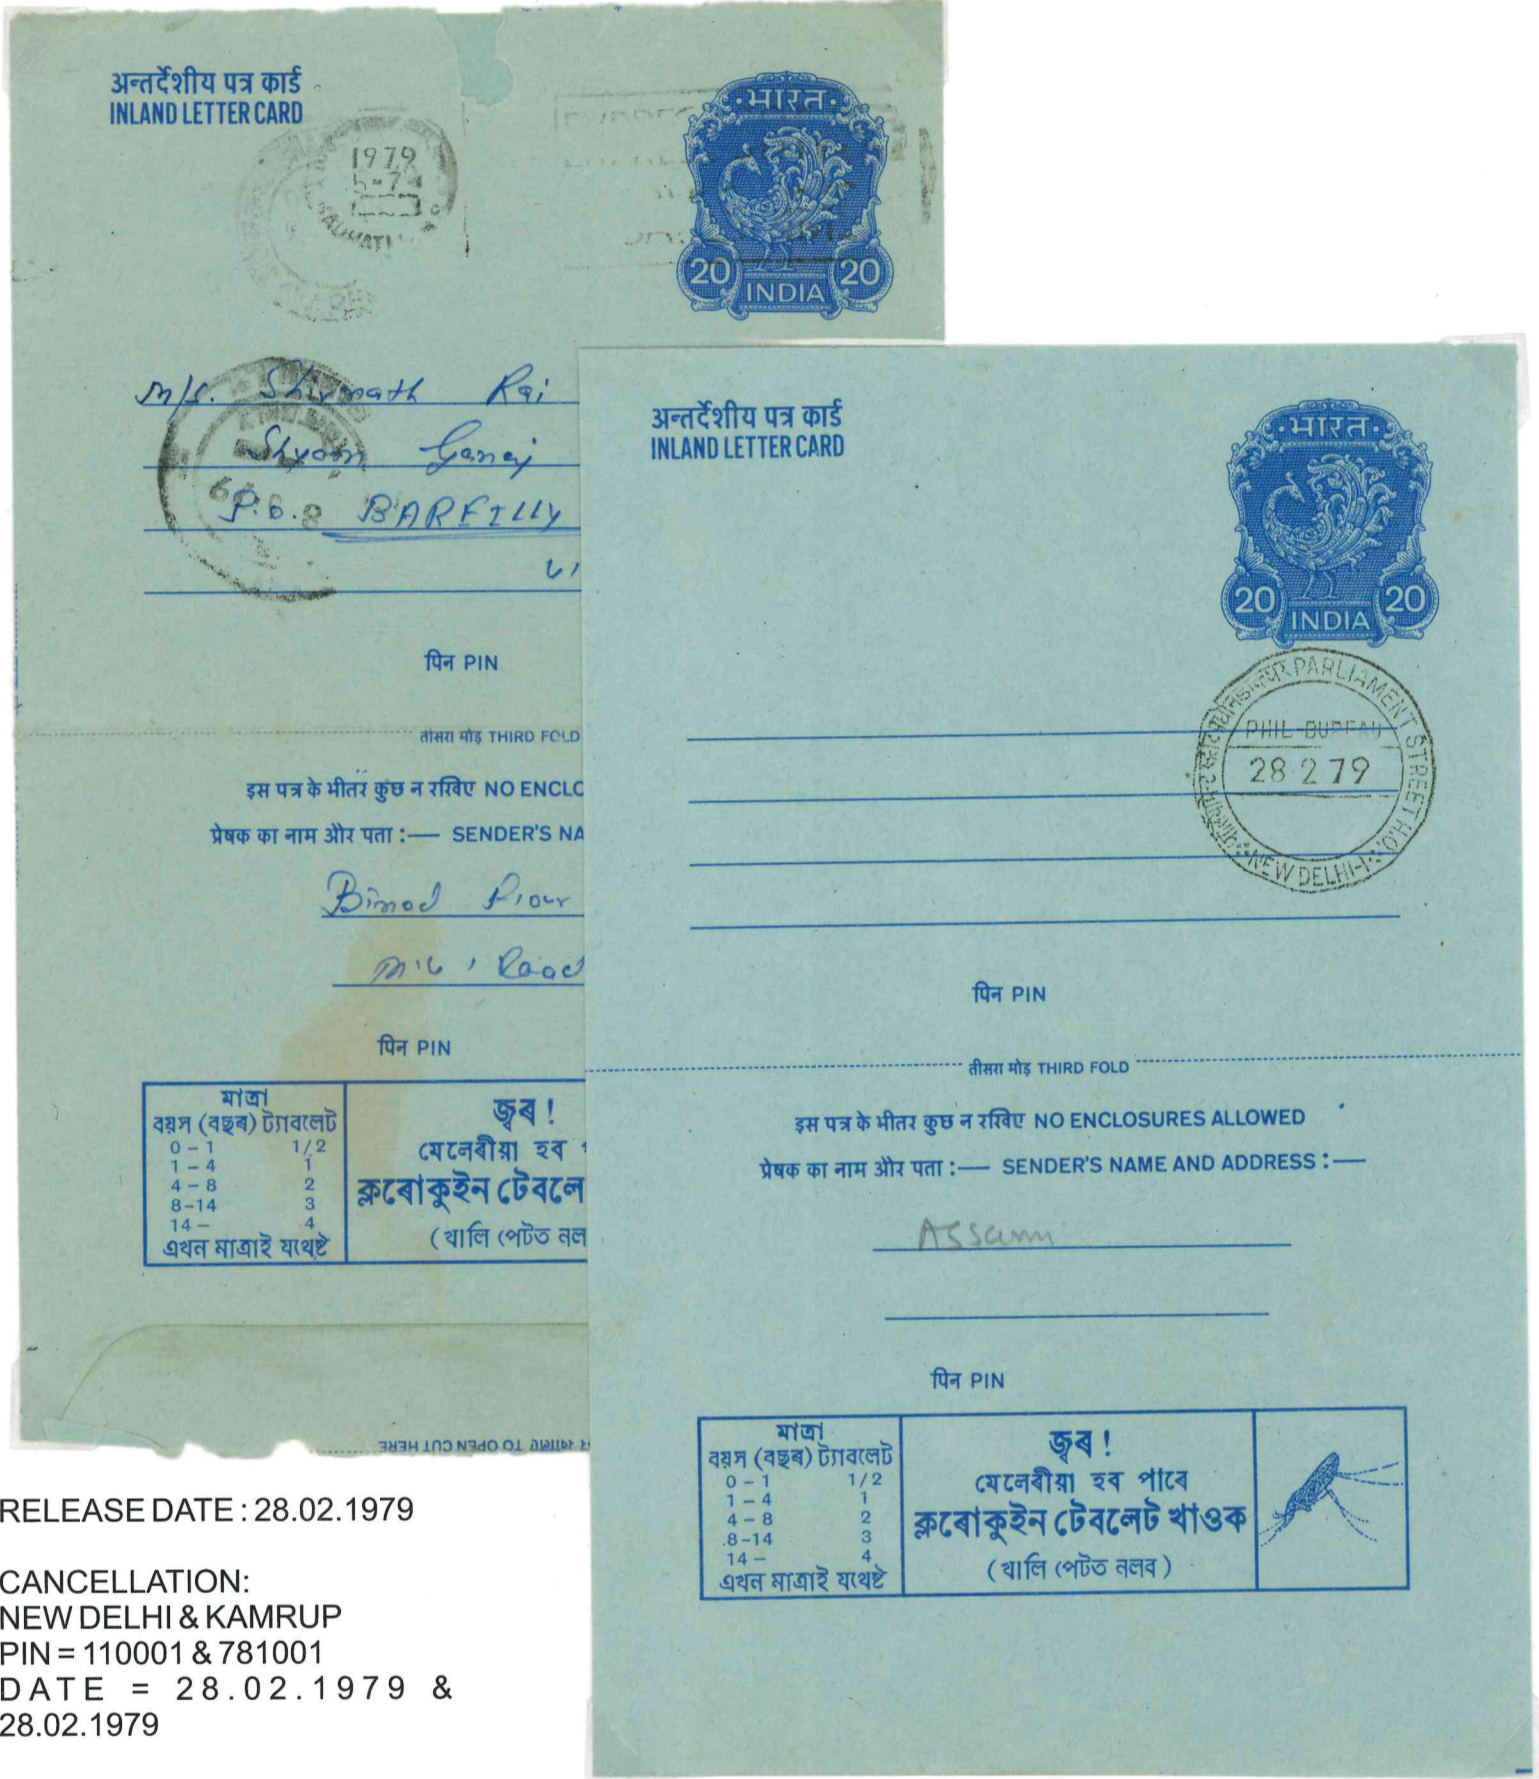 अन्तर्देशीय पत्र कार्ड
INLAND LETTER CARD
1979
भारत
20 20
INDIA
M/s. Shivnath Rai
Shyam Ganj
P.O. BAREILLY
पिन PIN
तीसरा मोड़ THIRD FOLD
इस पत्र के भीतर कुछ न रखिए NO ENCLO
प्रेषक का नाम और पता :— SENDER'S NA
Binod
Road
पिन PIN
মাত্ৰা
বয়স (বছৰ) ট্যাবলেট
0 – 1 1/2
1 – 4 1
4 – 8 2
8–14 3
14 – 4
এখন মাত্ৰাই যথেষ্ট
জ্বৰ !
মেলেৰীয়া হব
ক্লৰোকুইন টেবলে
(খালি পেটত নল
TO OPEN CUT HERE
अन्तर्देशीय पत्र कार्ड
INLAND LETTER CARD
भारत
20 20
INDIA
PARLIAMENT STREET H.O.
PHIL-BUREAU
28·2 79
NEW DELHI-1
पिन PIN
तीसरा मोड़ THIRD FOLD
इस पत्र के भीतर कुछ न रखिए NO ENCLOSURES ALLOWED
प्रेषक का नाम और पता :— SENDER'S NAME AND ADDRESS :—
Assam
पिन PIN
মাত্ৰা
বয়স (বছৰ) ট্যাবলেট
0 – 1 1/2
1 – 4 1
4 – 8 2
8–14 3
14 – 4
এখন মাত্ৰাই যথেষ্ট
জ্বৰ !
মেলেৰীয়া হব পাৰে
ক্লৰোকুইন টেবলেট খাওক
(খালি পেটত নলব)
RELEASE DATE : 28.02.1979
CANCELLATION:
NEW DELHI & KAMRUP
PIN = 110001 & 781001
DATE = 28.02.1979 &
28.02.1979